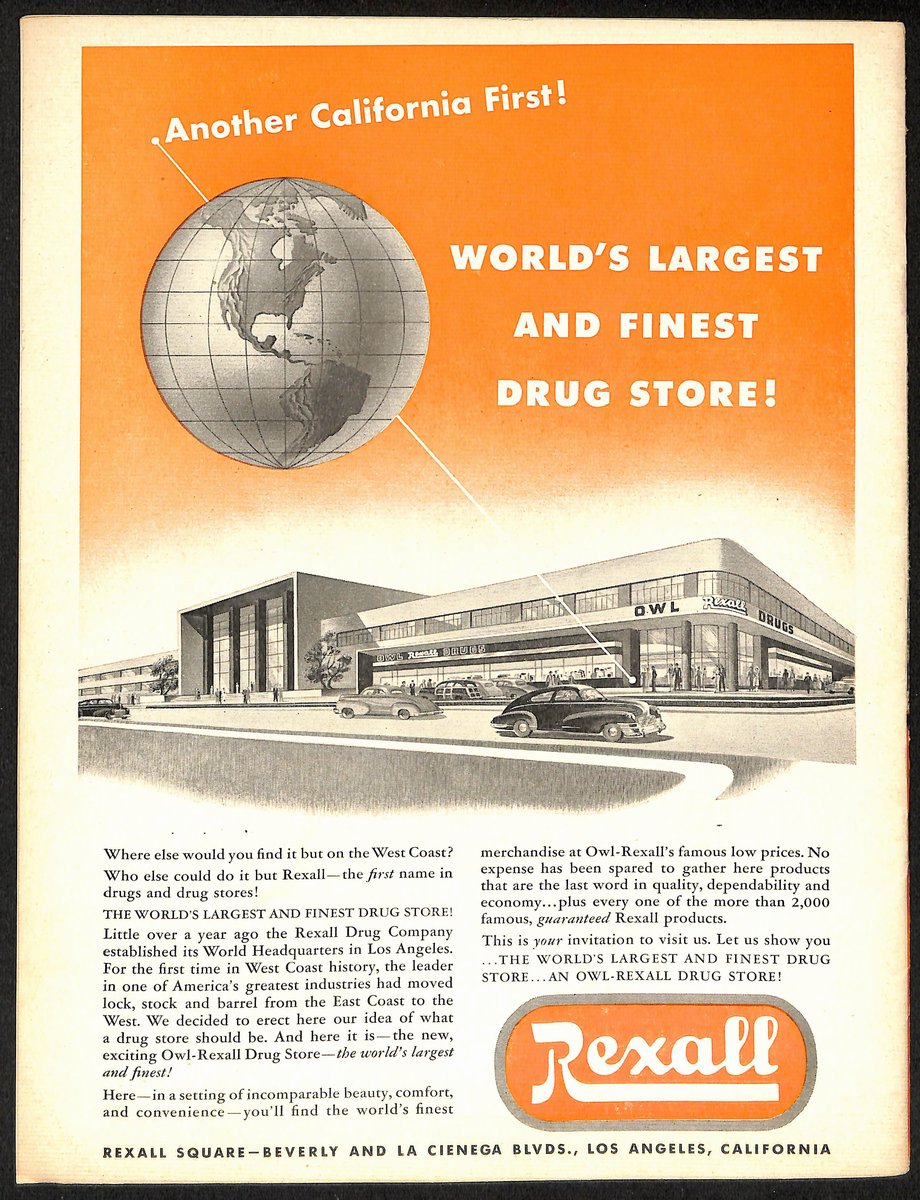 Another California First!
WORLD'S LARGEST
AND FINEST
DRUG STORE!
OWL Rexall DRUGS
OWL Rexall DRUGS
Where else would you find it but on the West Coast?
Who else could do it but Rexall—the first name in
drugs and drug stores!
THE WORLD'S LARGEST AND FINEST DRUG STORE!
Little over a year ago the Rexall Drug Company
established its World Headquarters in Los Angeles.
For the first time in West Coast history, the leader
in one of America's greatest industries had moved
lock, stock and barrel from the East Coast to the
West. We decided to erect here our idea of what
a drug store should be. And here it is—the new,
exciting Owl-Rexall Drug Store—the world's largest
and finest!
Here—in a setting of incomparable beauty, comfort,
and convenience—you'll find the world's finest
merchandise at Owl-Rexall's famous low prices. No
expense has been spared to gather here products
that are the last word in quality, dependability and
economy...plus every one of the more than 2,000
famous, guaranteed Rexall products.
This is your invitation to visit us. Let us show you
...THE WORLD'S LARGEST AND FINEST DRUG
STORE...AN OWL-REXALL DRUG STORE!
Rexall
REXALL SQUARE—BEVERLY AND LA CIENEGA BLVDS., LOS ANGELES, CALIFORNIA